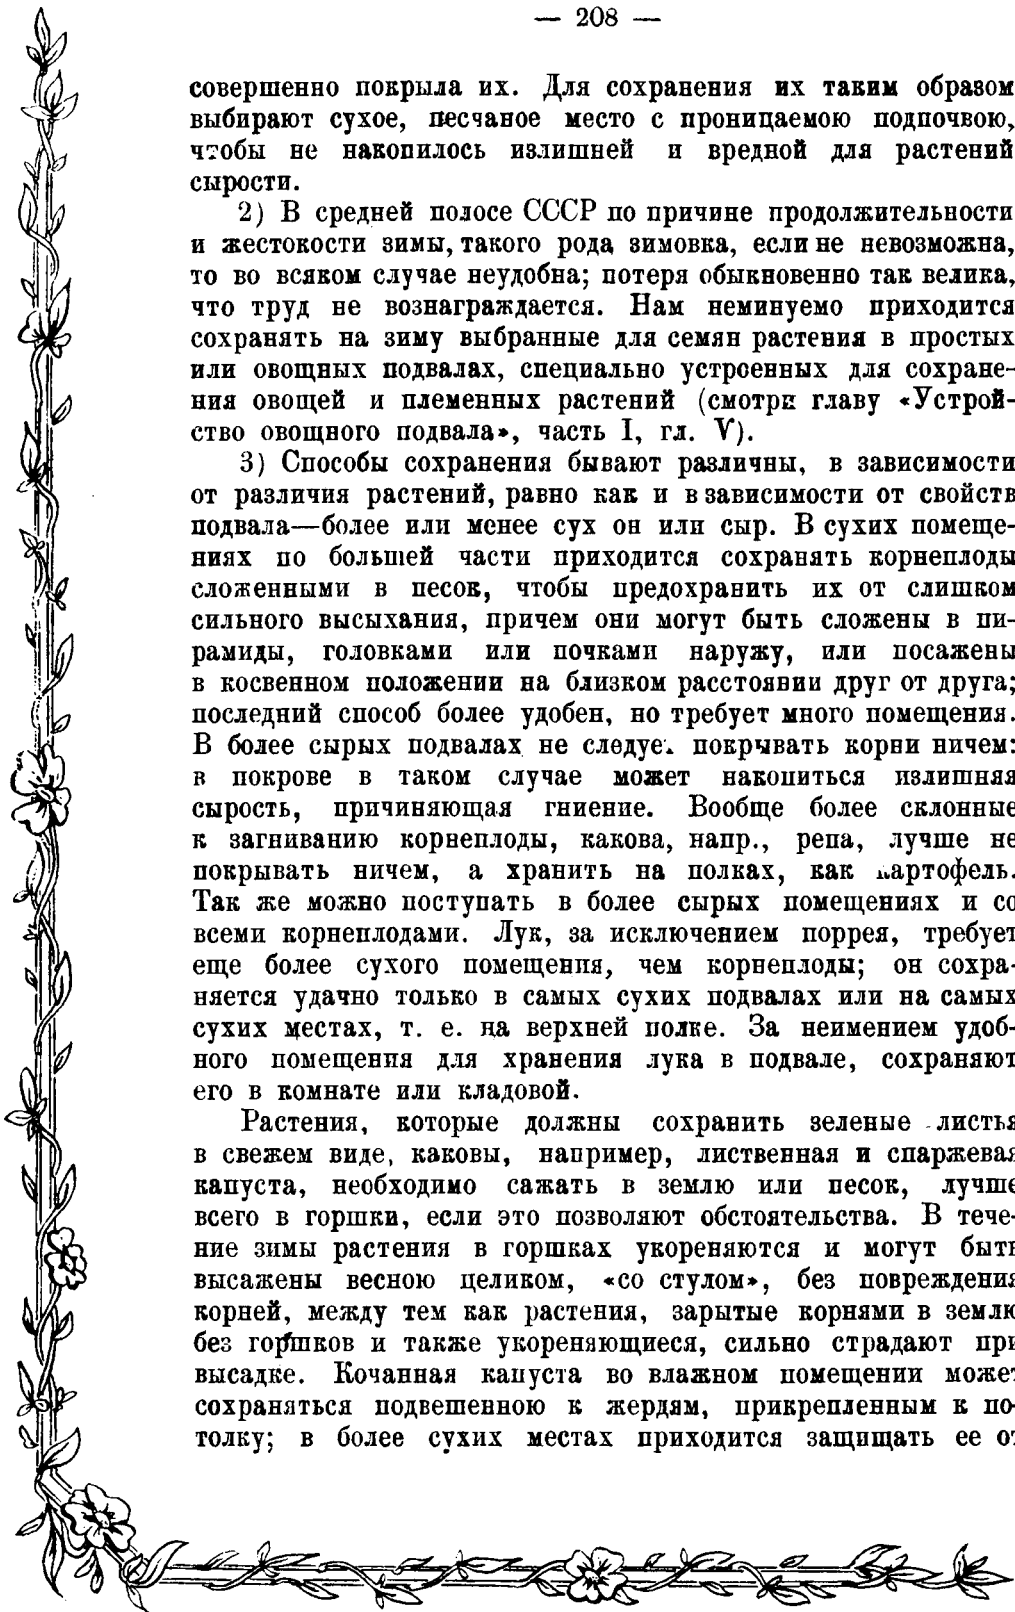 — 208 —
совершенно покрыла их. Для сохранения их таким образом
выбирают сухое, песчаное место с проницаемою подпочвою,
чтобы не накопилось излишней и вредной для растений
сырости.
2) В средней полосе СССР по причине продолжительности
и жестокости зимы, такого рода зимовка, если не невозможна,
то во всяком случае неудобна; потеря обыкновенно так велика,
что труд не вознаграждается. Нам неминуемо приходится
сохранять на зиму выбранные для семян растения в простых
или овощных подвалах, специально устроенных для сохране-
ния овощей и племенных растений (смотри главу «Устрой-
ство овощного подвала», часть I, гл. V).
3) Способы сохранения бывают различны, в зависимости
от различия растений, равно как и в зависимости от свойств
подвала—более или менее сух он или сыр. В сухих помеще-
ниях по большей части приходится сохранять корнеплоды
сложенными в песок, чтобы предохранить их от слишком
сильного высыхания, причем они могут быть сложены в пи-
рамиды, головками или почками наружу, или посажены
в косвенном положении на близком расстоянии друг от друга;
последний способ более удобен, но требует много помещения.
В более сырых подвалах не следует покрывать корни ничем:
в покрове в таком случае может накопиться излишняя
сырость, причиняющая гниение. Вообще более склонные
к загниванию корнеплоды, какова, напр., репа, лучше не
покрывать ничем, а хранить на полках, как картофель.
Так же можно поступать в более сырых помещениях и со
всеми корнеплодами. Лук, за исключением поррея, требует
еще более сухого помещения, чем корнеплоды; он сохра-
няется удачно только в самых сухих подвалах или на самых
сухих местах, т. е. на верхней полке. За неимением удоб-
ного помещения для хранения лука в подвале, сохраняют
его в комнате или кладовой.
Растения, которые должны сохранить зеленые листья
в свежем виде, каковы, например, лиственная и спаржевая
капуста, необходимо сажать в землю или песок, лучше
всего в горшки, если это позволяют обстоятельства. В тече-
ние зимы растения в горшках укореняются и могут быть
высажены весною целиком, «со стулом», без повреждения
корней, между тем как растения, зарытые корнями в землю
без горшков и также укореняющиеся, сильно страдают при
высадке. Кочанная капуста во влажном помещении может
сохраняться подвешенною к жердям, прикрепленным к по-
толку; в более сухих местах приходится защищать ее от